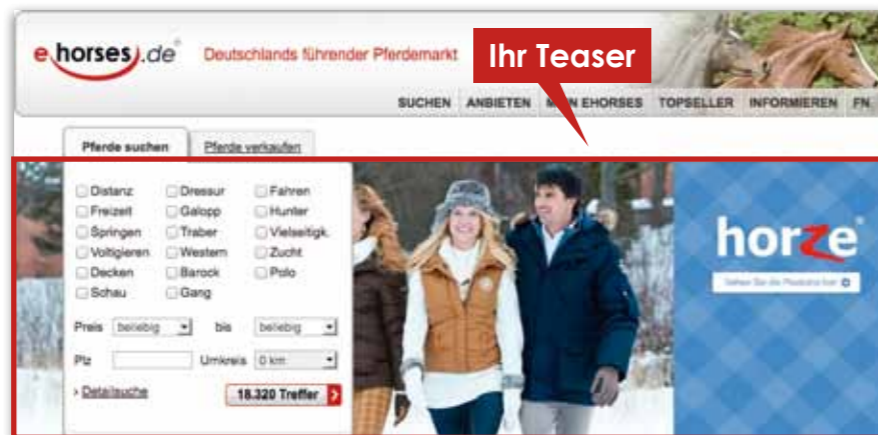 e.horses.de®
Deutschlands führender Pferdemarkt
Ihr Teaser
SUCHEN ANBIETEN EHORSES TOPSELLER INFORMIEREN FN
Pferde suchen Pferde verkaufen
Distanz Dressur Fahren
Freizeit Galopp Hunter
Springen Traber Vielseitigk.
Voltigieren Western Zucht
Decken Barock Polo
Schau Gang
Preis beliebig bis beliebig
Plz Umkreis 0 km
› Detailsuche 18.320 Treffer
horze®